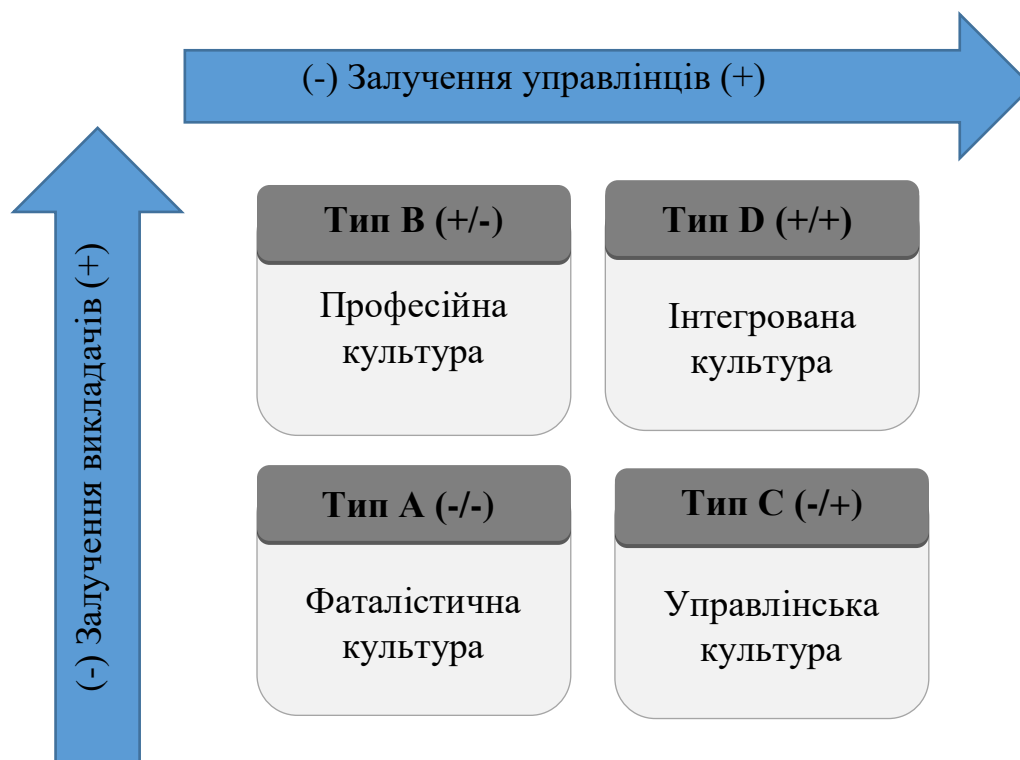 (-) Залучення управлінців (+)
(-) Залучення викладачів (+)
Тип B (+/-)
Професійна
культура
Тип D (+/+)
Інтегрована
культура
Тип А (-/-)
Фаталістична
культура
Тип С (-/+)
Управлінська
культура